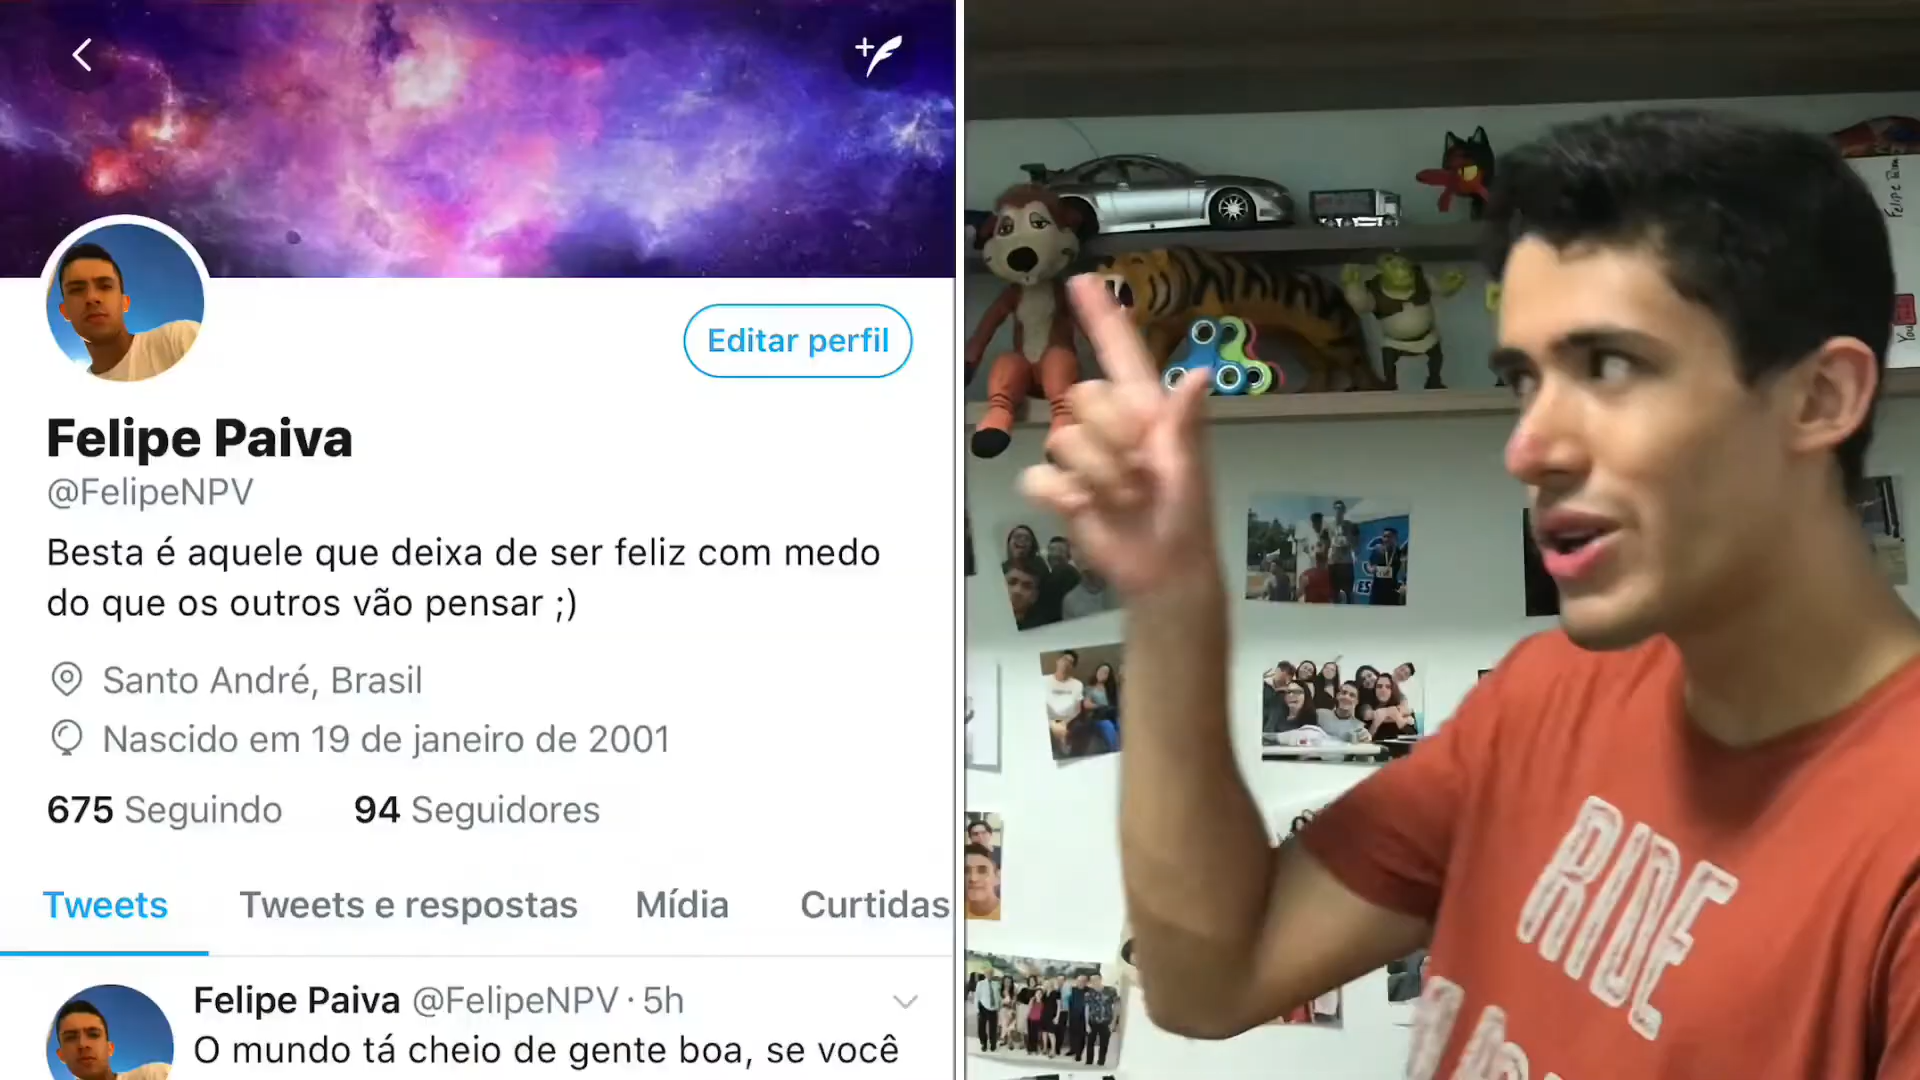 Editar perfil
Felipe Paiva
@FelipeNPV
Besta é aquele que deixa de ser feliz com medo
do que os outros vão pensar ;)
Santo André, Brasil
Nascido em 19 de janeiro de 2001
675 Seguindo 94 Seguidores
Tweets Tweets e respostas Mídia Curtidas
Felipe Paiva @FelipeNPV · 5h
O mundo tá cheio de gente boa, se você
RIDE